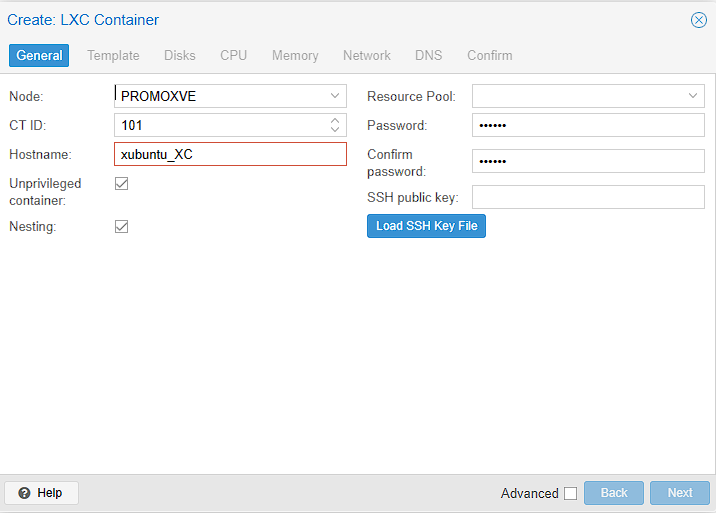 Create: LXC Container
General Template Disks CPU Memory Network DNS Confirm
Node: PROMOXVE
CT ID: 101
Hostname: xubuntu_XC
Unprivileged
container:
Nesting:
Resource Pool:
Password: ••••••
Confirm
password: ••••••
SSH public key:
Load SSH Key File
Help Advanced Back Next